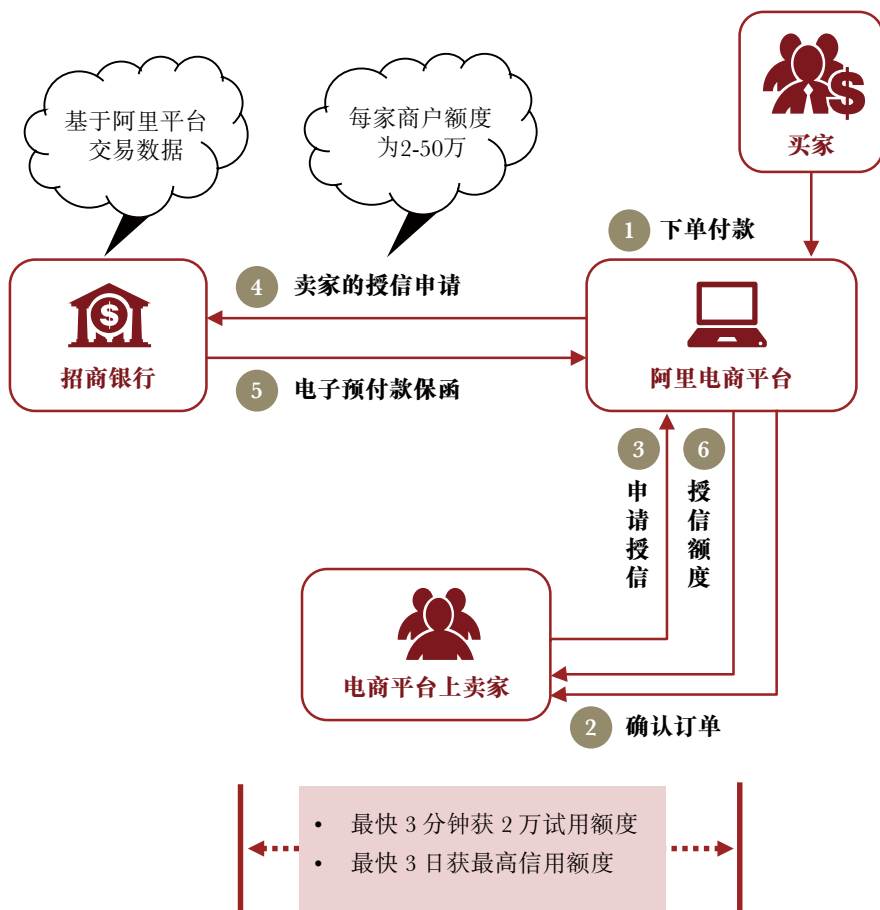 基于阿里平台
交易数据
每家商户额度
为2-50万
买家
1 下单付款
4 卖家的授信申请
招商银行
阿里电商平台
5 电子预付款保函
3 申请授信
6 授信额度
电商平台上卖家
2 确认订单
• 最快 3 分钟获 2 万试用额度
• 最快 3 日获最高信用额度